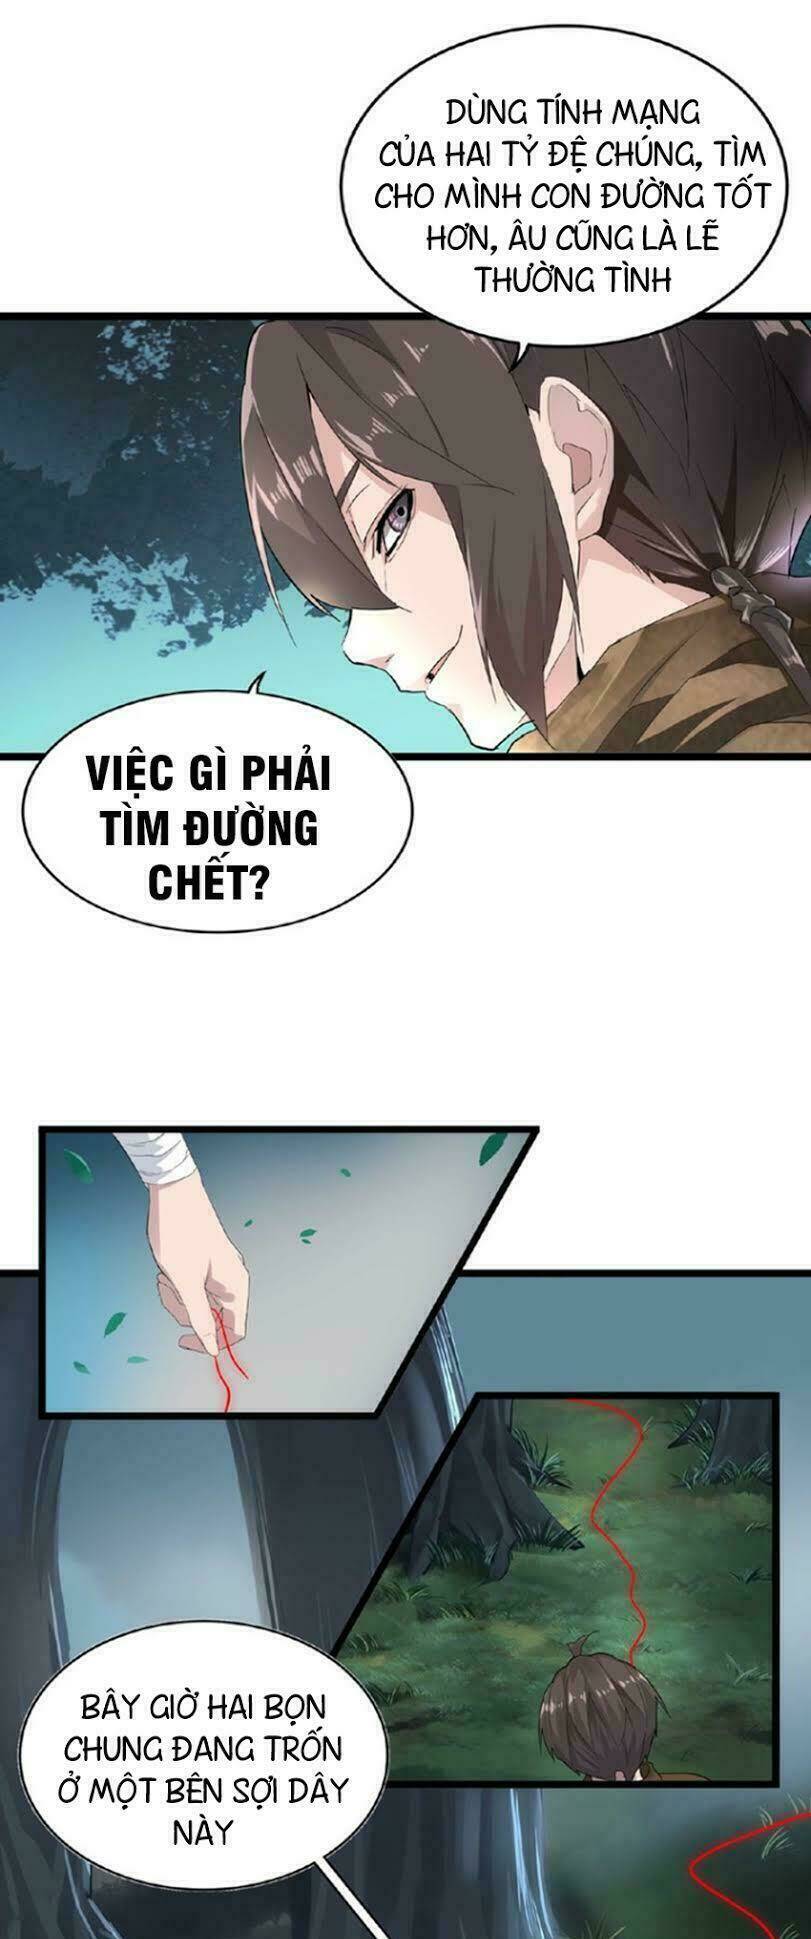 DÙNG TÍNH MẠNG
CỦA HAI TỶ ĐỆ CHÚNG, TÌM
CHO MÌNH CON ĐƯỜNG TỐT
HƠN, ÂU CŨNG LÀ LẼ
THƯỜNG TÌNH
VIỆC GÌ PHẢI
TÌM ĐƯỜNG
CHẾT?
BÂY GIỜ HAI BỌN
CHUNG ĐANG TRỐN
Ở MỘT BÊN SỢI DÂY
NÀY